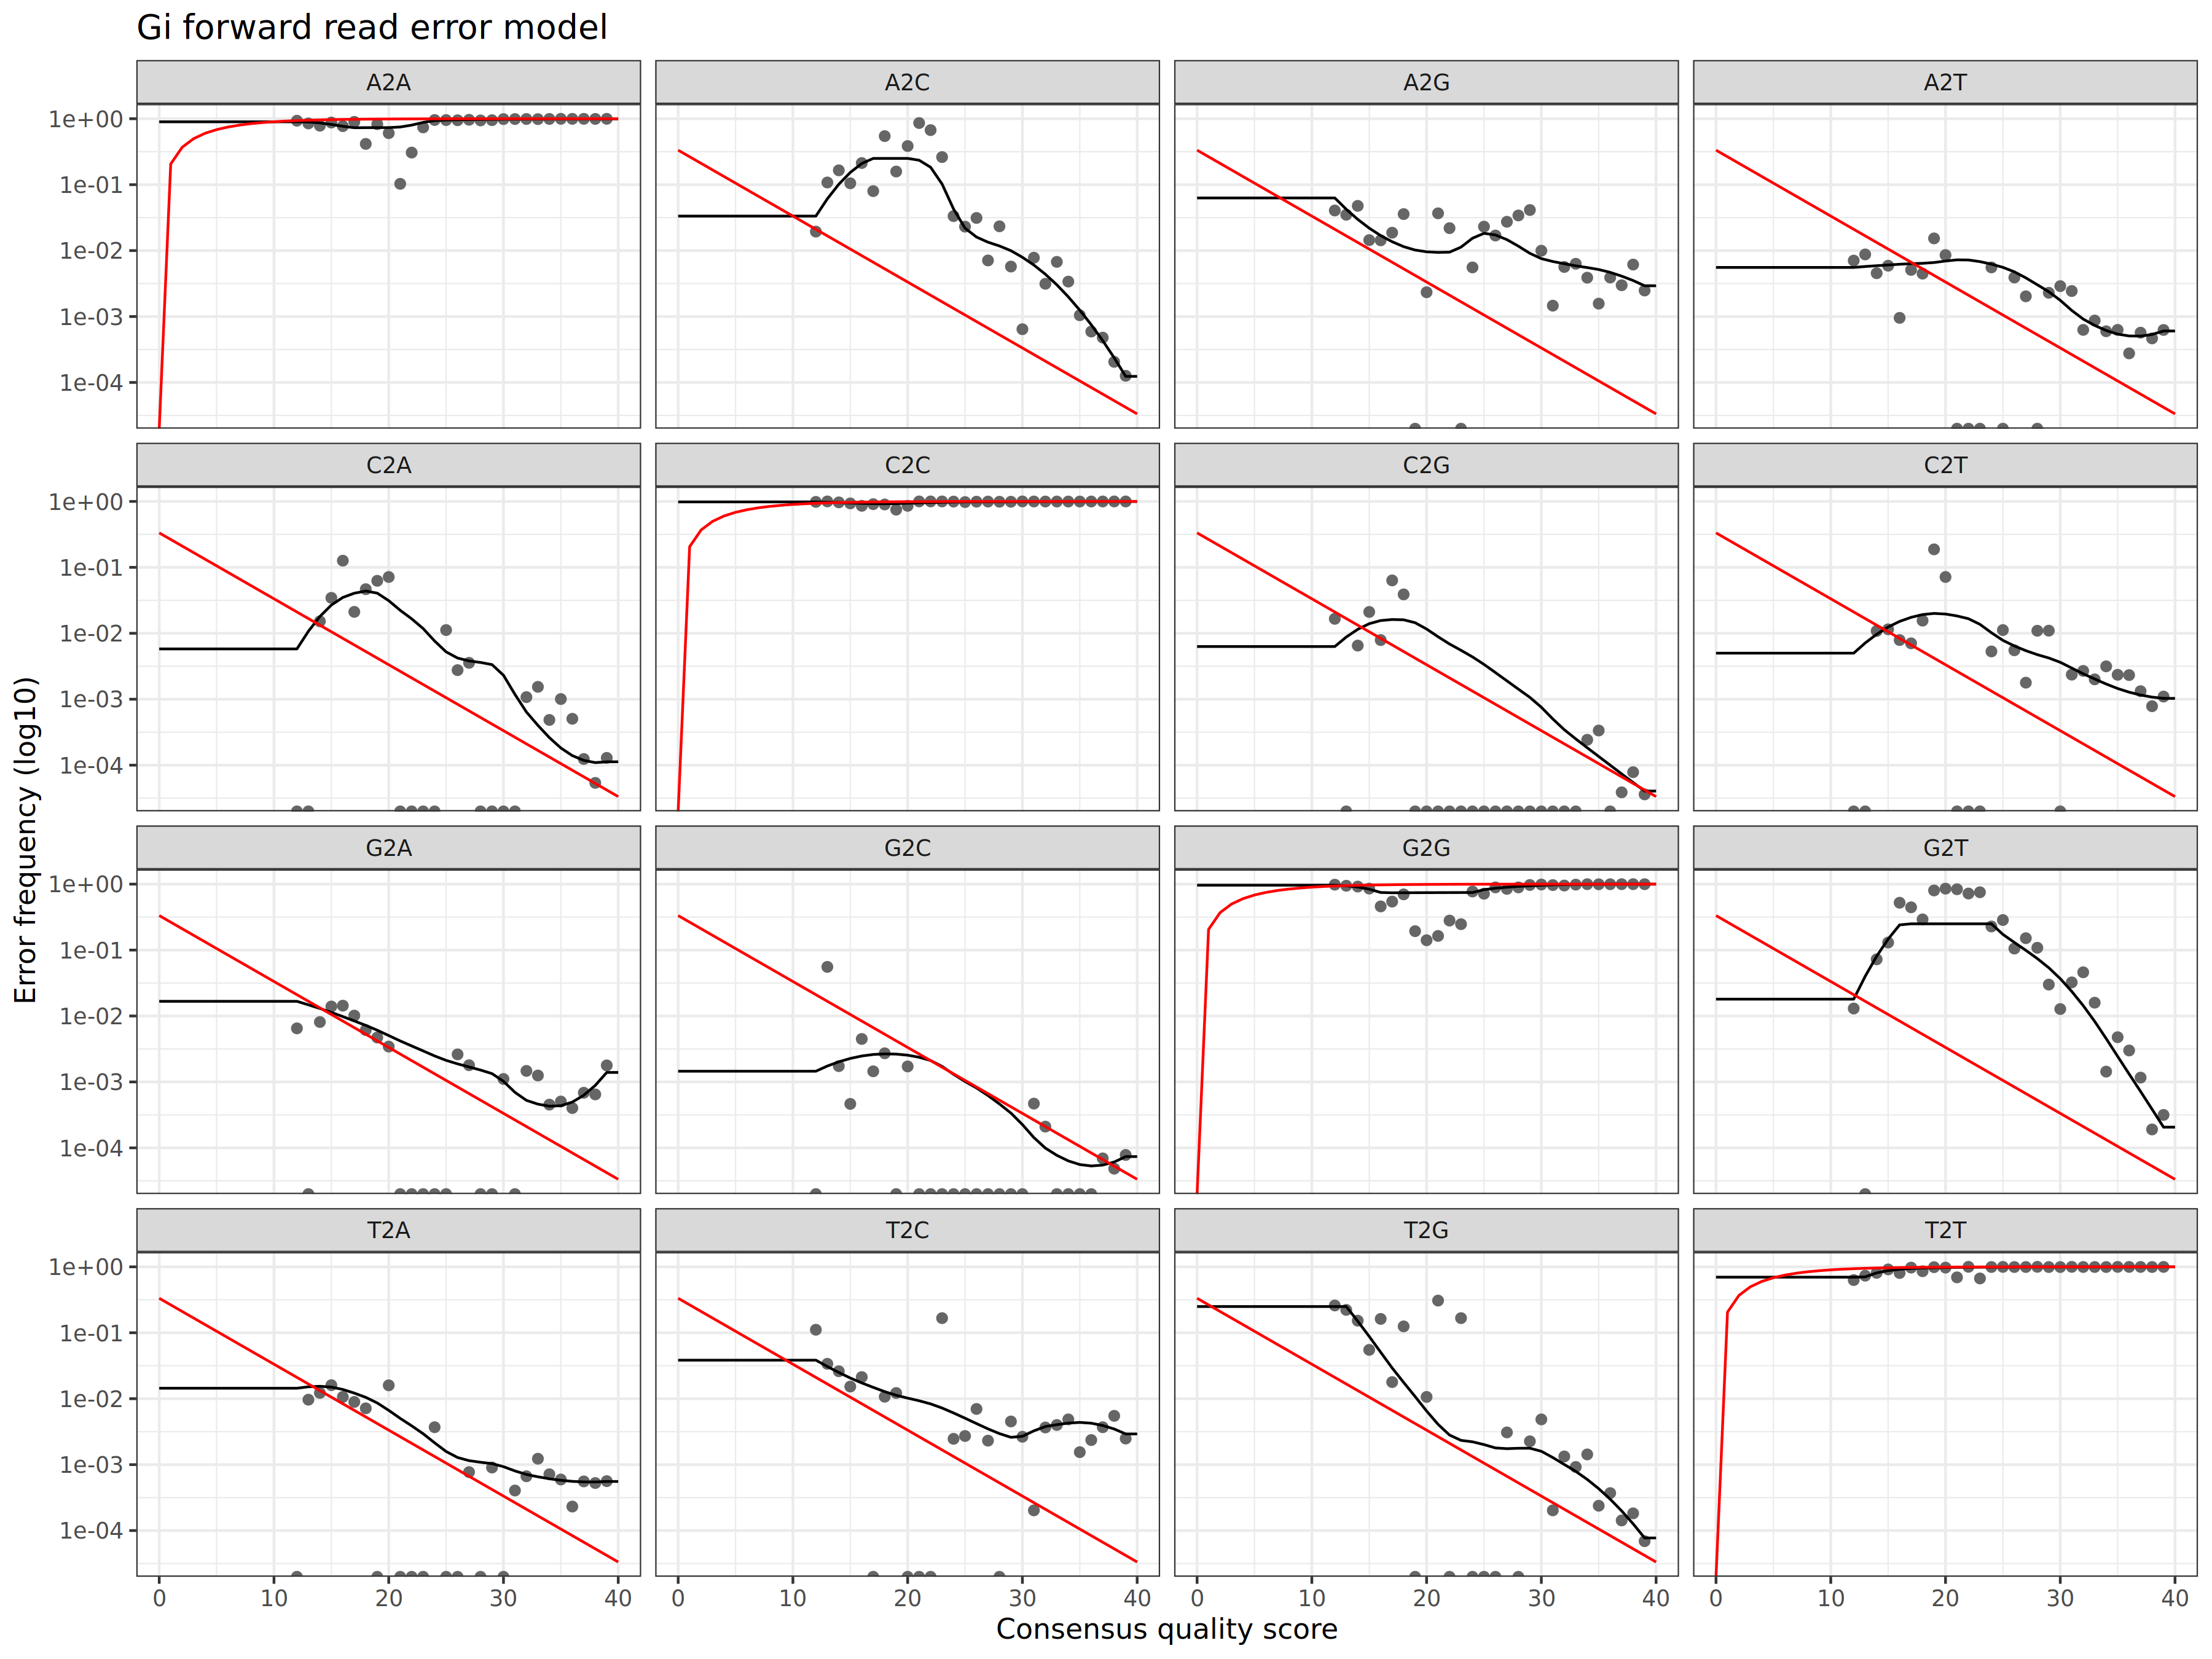 Gi forward read error model
A2A A2C A2G A2T
1e+00
1e-01
1e-02
1e-03
1e-04
C2A C2C C2G C2T
1e+00
1e-01
1e-02
1e-03
1e-04
G2A G2C G2G G2T
1e+00
1e-01
1e-02
1e-03
1e-04
T2A T2C T2G T2T
1e+00
1e-01
1e-02
1e-03
1e-04
Error frequency (log10)
0 10 20 30 40 0 10 20 30 40 0 10 20 30 40 0 10 20 30 40
Consensus quality score